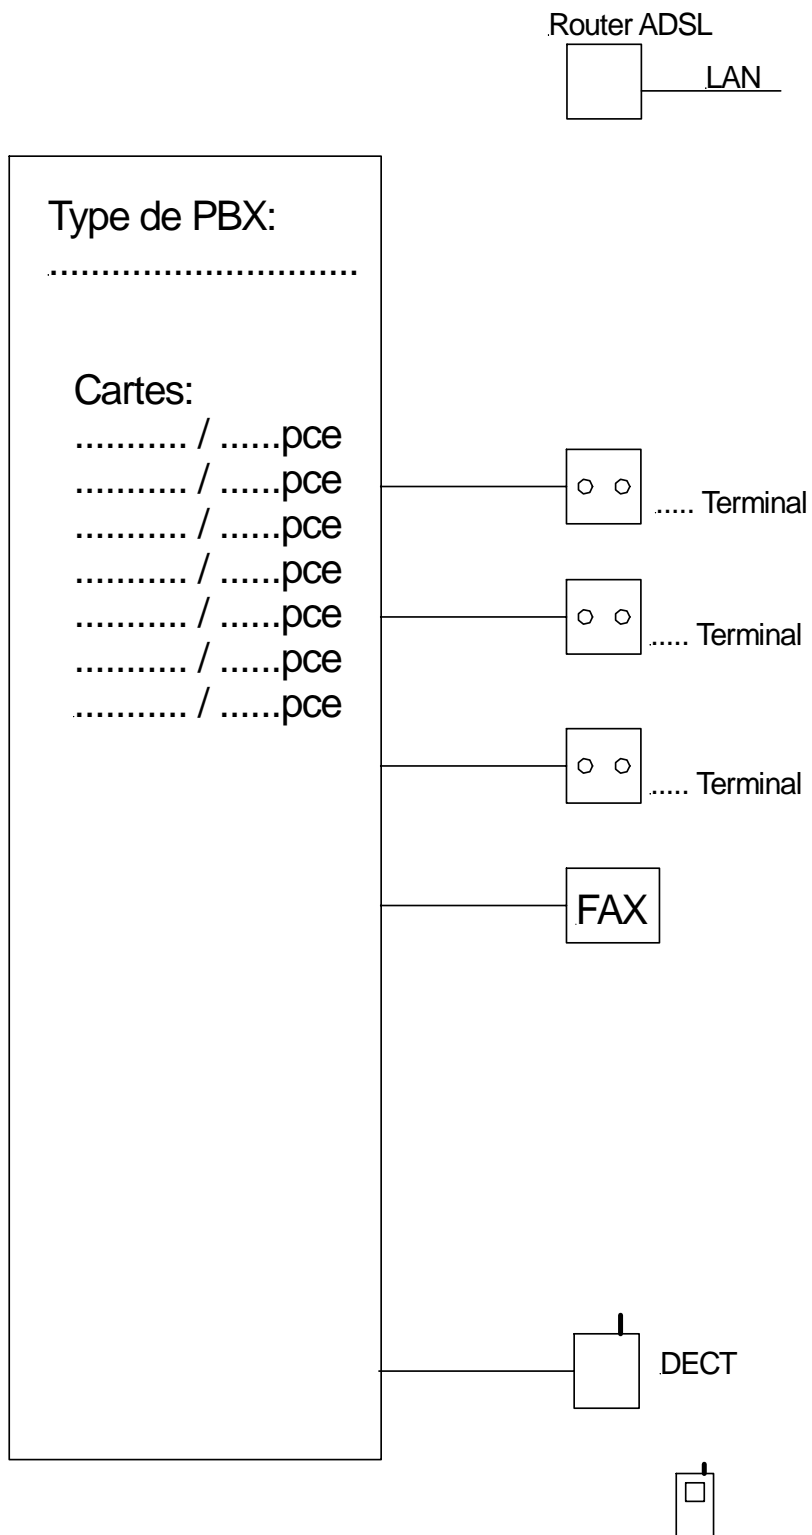 Router ADSL
LAN
Type de PBX:
..............................
Cartes:
........... / ......pce
........... / ......pce
........... / ......pce
........... / ......pce
........... / ......pce
........... / ......pce
........... / ......pce
..... Terminal
..... Terminal
..... Terminal
FAX
DECT